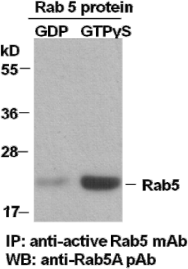 Rab 5 protein
kD GDP GTPγS
55
36
28
Rab5
17
IP: anti-active Rab5 mAb
WB: anti-Rab5A pAb